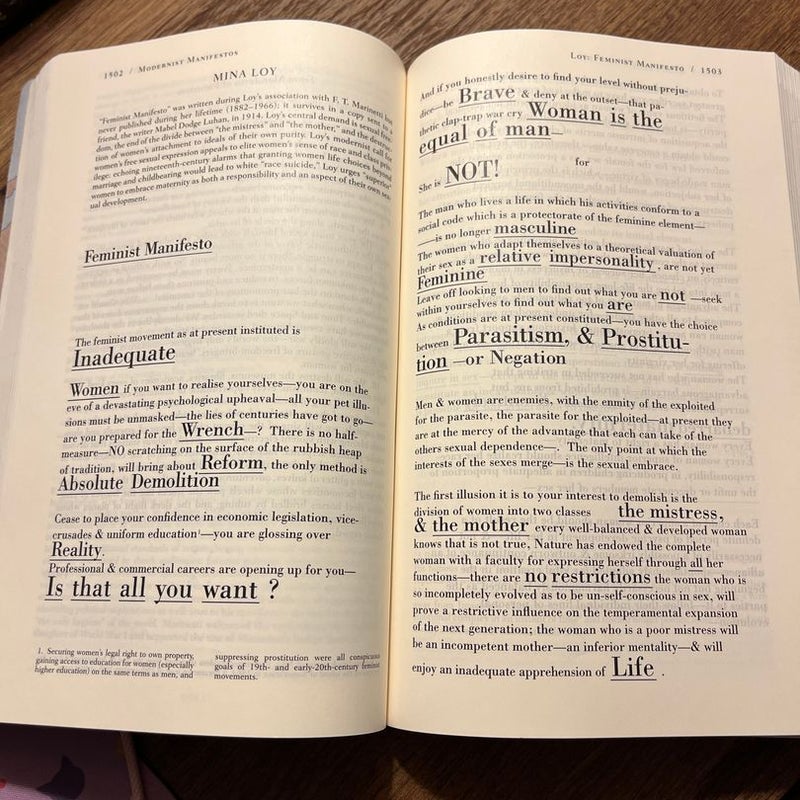 1502 / MODERNIST MANIFESTOS
MINA LOY
"Feminist Manifesto" was written during Loy's association with F. T. Marinetti but
never published during her lifetime (1882–1966); it survives in a copy sent to a
friend, the writer Mabel Dodge Luhan, in 1914. Loy's central demand is sexual free-
dom, the end of the divide between "the mistress" and "the mother," and the destruc-
tion of women's attachment to ideals of their own purity. Loy's modernist call for
women's free sexual expression appeals to elite women's sense of race and class privi-
lege: echoing nineteenth-century alarms that granting women life choices beyond
marriage and childbearing would lead to white "race suicide," Loy urges "superior"
women to embrace maternity as both a responsibility and an aspect of their own sex-
ual development.
Feminist Manifesto
The feminist movement as at present instituted is
Inadequate
Women if you want to realise yourselves—you are on the
eve of a devastating psychological upheaval—all your pet illu-
sions must be unmasked—the lies of centuries have got to go—
are you prepared for the Wrench—? There is no half-
measure—NO scratching on the surface of the rubbish heap
of tradition, will bring about Reform, the only method is
Absolute Demolition
Cease to place your confidence in economic legislation, vice-
crusades & uniform education¹—you are glossing over
Reality.
Professional & commercial careers are opening up for you—
Is that all you want ?
1. Securing women's legal right to own property,
gaining access to education for women (especially
higher education) on the same terms as men, and
suppressing prostitution were all conspicuous
goals of 19th- and early-20th-century feminist
movements.
LOY: FEMINIST MANIFESTO / 1503
And if you honestly desire to find your level without preju-
dice—be Brave & deny at the outset—that pa-
thetic clap-trap war cry Woman is the
equal of man—
for
She is NOT!
The man who lives a life in which his activities conform to a
social code which is a protectorate of the feminine element—
—is no longer masculine
The women who adapt themselves to a theoretical valuation of
their sex as a relative impersonality, are not yet
Feminine
Leave off looking to men to find out what you are not —seek
within yourselves to find out what you are
As conditions are at present constituted—you have the choice
between Parasitism, & Prostitu-
tion —or Negation
Men & women are enemies, with the enmity of the exploited
for the parasite, the parasite for the exploited—at present they
are at the mercy of the advantage that each can take of the
others sexual dependence—. The only point at which the
interests of the sexes merge—is the sexual embrace.
The first illusion it is to your interest to demolish is the
division of women into two classes the mistress,
& the mother every well-balanced & developed woman
knows that is not true, Nature has endowed the complete
woman with a faculty for expressing herself through all her
functions—there are no restrictions the woman who is
so incompletely evolved as to be un-self-conscious in sex, will
prove a restrictive influence on the temperamental expansion
of the next generation; the woman who is a poor mistress will
be an incompetent mother—an inferior mentality—& will
enjoy an inadequate apprehension of Life .